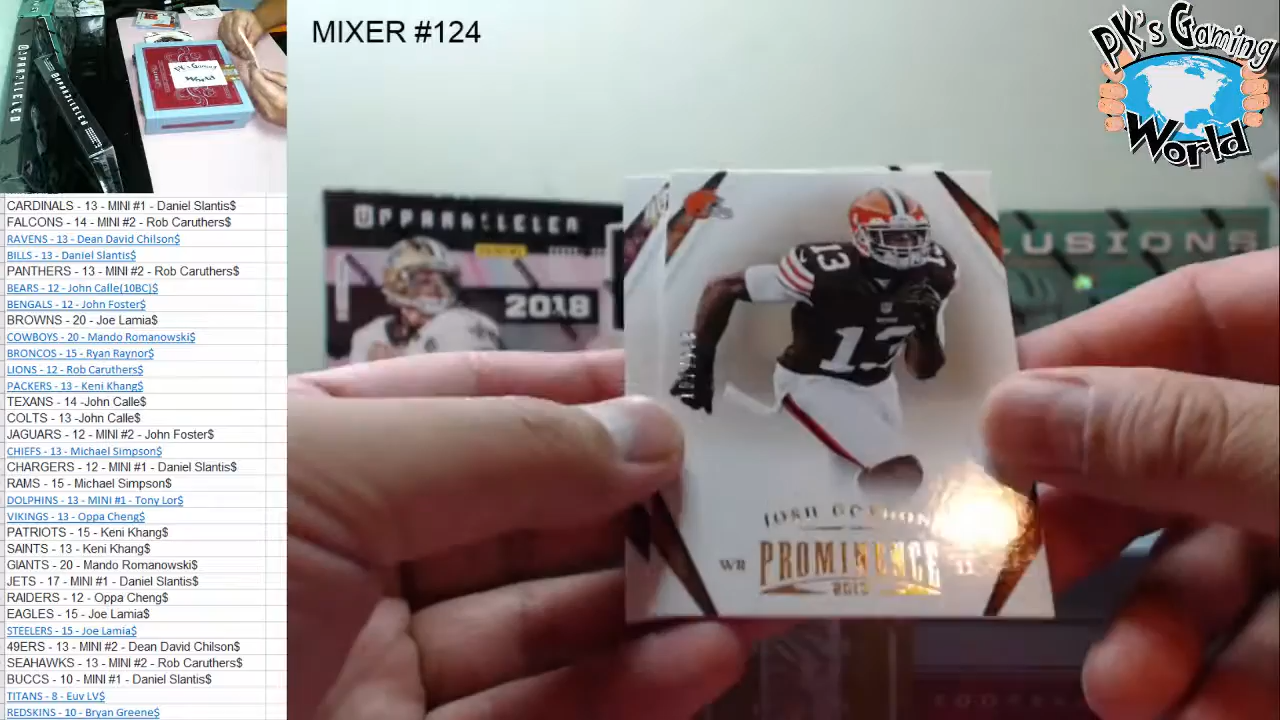 MIXER #124
PK's Gaming
World
CARDINALS - 13 - MINI #1 - Daniel Slantis$
FALCONS - 14 - MINI #2 - Rob Caruthers$
RAVENS - 13 - Dean David Chilson$
BILLS - 13 - Daniel Slantis$
PANTHERS - 13 - MINI #2 - Rob Caruthers$
BEARS - 12 - John Calle(10BC)$
BENGALS - 12 - John Foster$
BROWNS - 20 - Joe Lamia$
COWBOYS - 20 - Mando Romanowski$
BRONCOS - 15 - Ryan Raynor$
LIONS - 12 - Rob Caruthers$
PACKERS - 13 - Keni Khang$
TEXANS - 14 -John Calle$
COLTS - 13 -John Calle$
JAGUARS - 12 - MINI #2 - John Foster$
CHIEFS - 13 - Michael Simpson$
CHARGERS - 12 - MINI #1 - Daniel Slantis$
RAMS - 15 - Michael Simpson$
DOLPHINS - 13 - MINI #1 - Tony Lor$
VIKINGS - 13 - Oppa Cheng$
PATRIOTS - 15 - Keni Khang$
SAINTS - 13 - Keni Khang$
GIANTS - 20 - Mando Romanowski$
JETS - 17 - MINI #1 - Daniel Slantis$
RAIDERS - 12 - Oppa Cheng$
EAGLES - 15 - Joe Lamia$
STEELERS - 15 - Joe Lamia$
49ERS - 13 - MINI #2 - Dean David Chilson$
SEAHAWKS - 13 - MINI #2 - Rob Caruthers$
BUCCS - 10 - MINI #1 - Daniel Slantis$
TITANS - 8 - Euv LV$
REDSKINS - 10 - Bryan Greene$
UNPARALLELED
PANINI
2018
LUSIONS
13
13
JOSH GORDON
WR PROMINENCE
UNPARALLELED
PK's Gaming
World